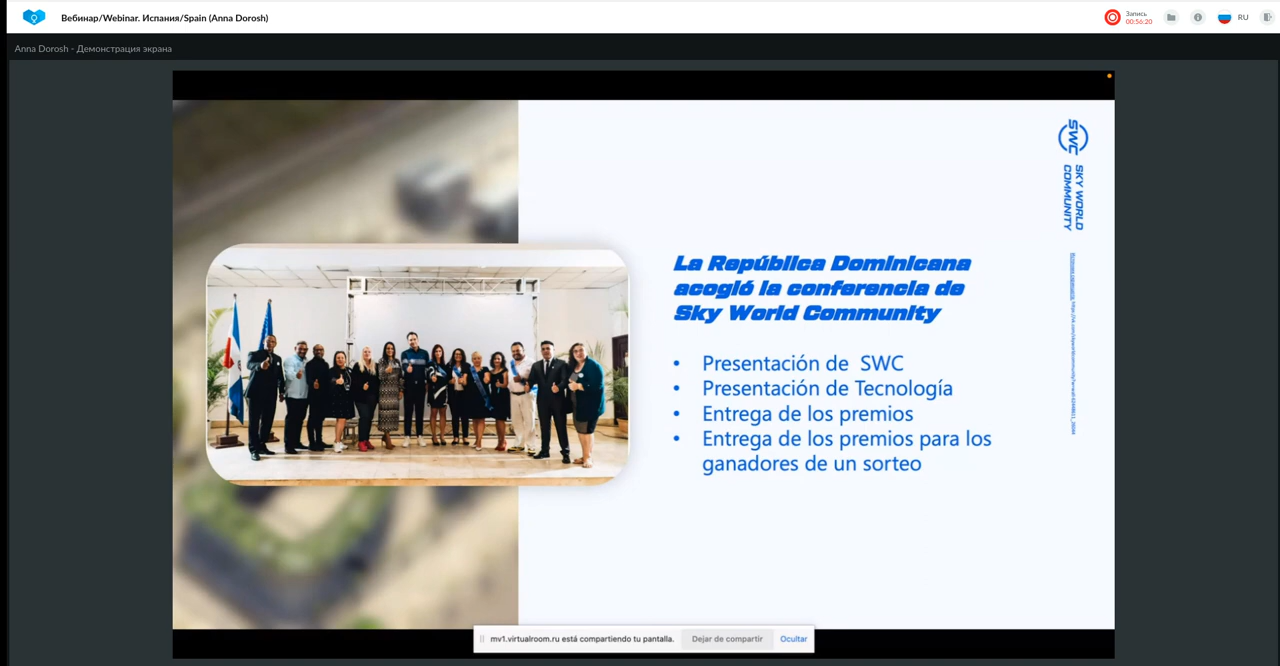 Вебинар/Webinar. Испания/Spain (Anna Dorosh)
Запись
00:56:20
RU
Anna Dorosh - Демонстрация экрана
SWC
SKY WORLD
COMMUNITY
La República Dominicana
acogió la conferencia de
Sky World Community
• Presentación de SWC
• Presentación de Tecnología
• Entrega de los premios
• Entrega de los premios para los
ganadores de un sorteo
mv1.virtualroom.ru está compartiendo tu pantalla.
Dejar de compartir
Ocultar